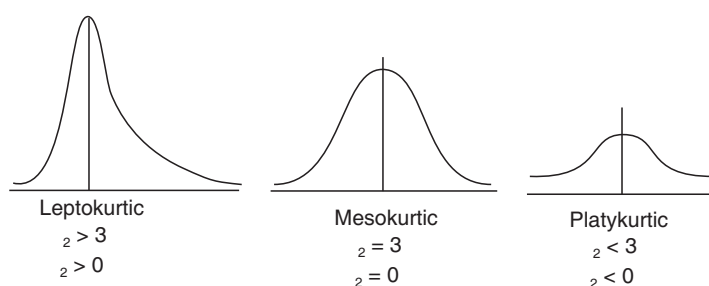 Leptokurtic
₂ > 3
₂ > 0
Mesokurtic
₂ = 3
₂ = 0
Platykurtic
₂ < 3
₂ < 0